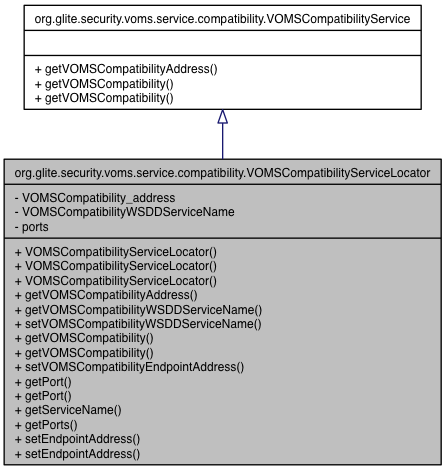 org.glite.security.voms.service.compatibility.VOMSCompatibilityService
+ getVOMSCompatibilityAddress()
+ getVOMSCompatibility()
+ getVOMSCompatibility()
org.glite.security.voms.service.compatibility.VOMSCompatibilityServiceLocator
- VOMSCompatibility_address
- VOMSCompatibilityWSDDServiceName
- ports
+ VOMSCompatibilityServiceLocator()
+ VOMSCompatibilityServiceLocator()
+ VOMSCompatibilityServiceLocator()
+ getVOMSCompatibilityAddress()
+ getVOMSCompatibilityWSDDServiceName()
+ setVOMSCompatibilityWSDDServiceName()
+ getVOMSCompatibility()
+ getVOMSCompatibility()
+ setVOMSCompatibilityEndpointAddress()
+ getPort()
+ getPort()
+ getServiceName()
+ getPorts()
+ setEndpointAddress()
+ setEndpointAddress()